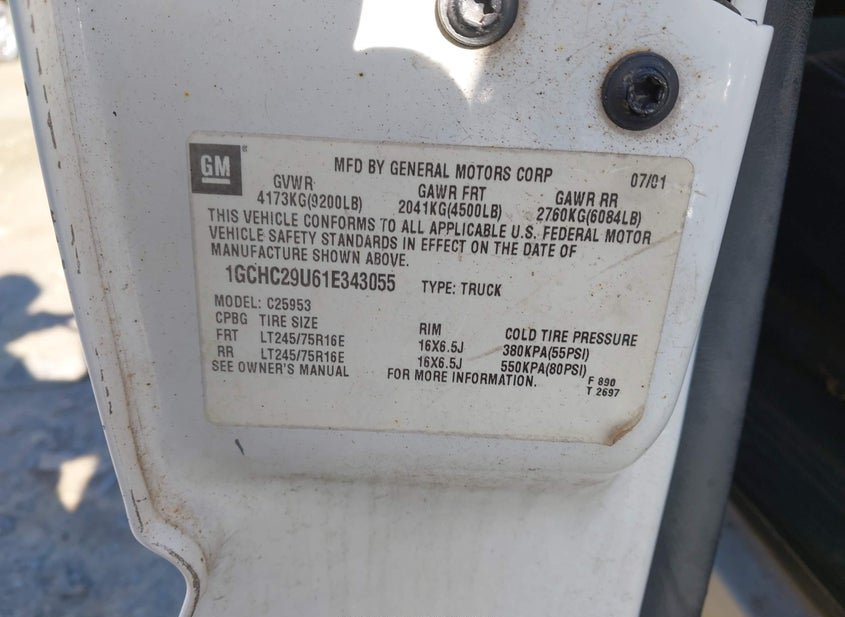 GM
MFD BY GENERAL MOTORS CORP 07/01
GVWR GAWR FRT GAWR RR
4173KG(9200LB) 2041KG(4500LB) 2760KG(6084LB)
THIS VEHICLE CONFORMS TO ALL APPLICABLE U.S. FEDERAL MOTOR
VEHICLE SAFETY STANDARDS IN EFFECT ON THE DATE OF
MANUFACTURE SHOWN ABOVE.
1GCHC29U61E343055 TYPE: TRUCK
MODEL: C25953
CPBG TIRE SIZE RIM COLD TIRE PRESSURE
FRT LT245/75R16E 16X6.5J 380KPA(55PSI)
RR LT245/75R16E 16X6.5J 550KPA(80PSI)
SEE OWNER'S MANUAL FOR MORE INFORMATION.
F 890
T 2697